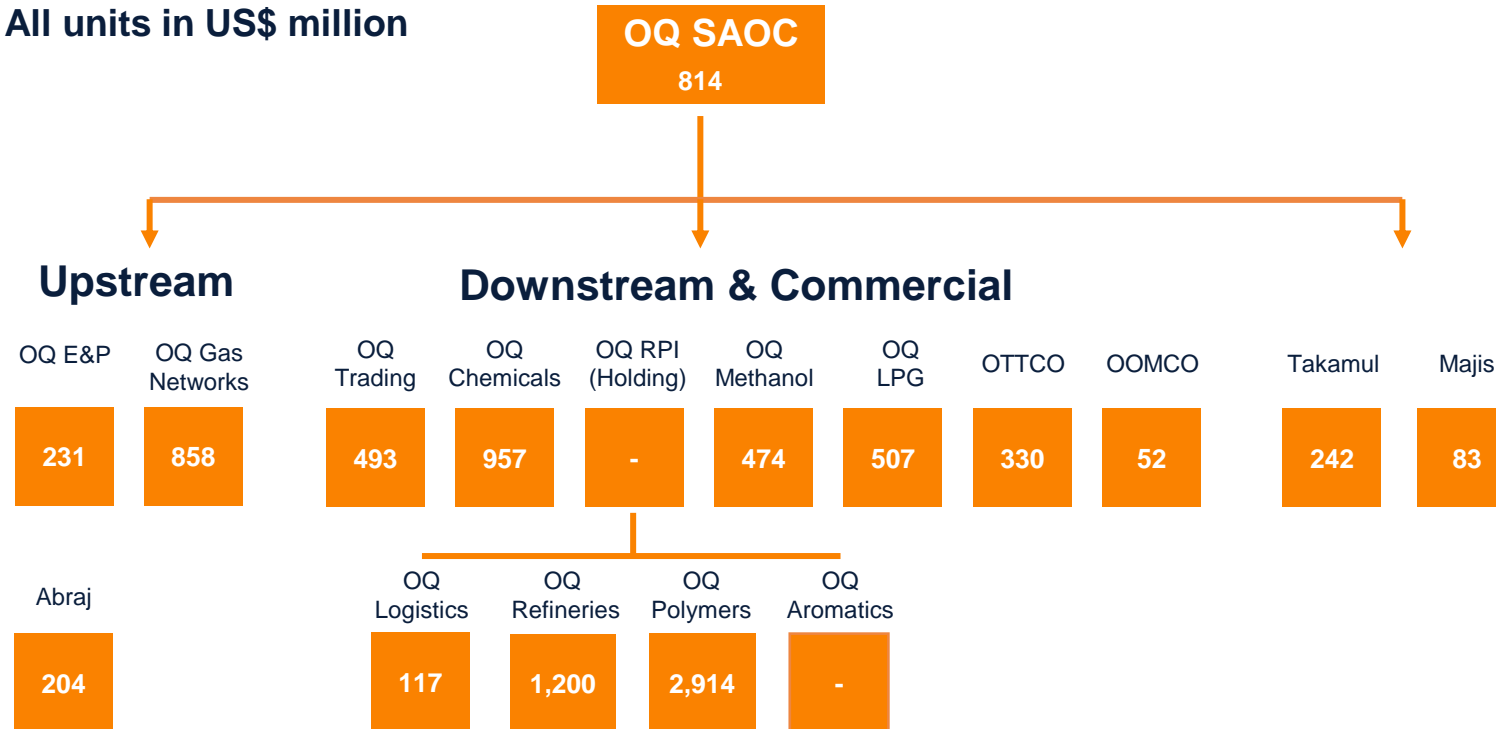 All units in US$ million
OQ SAOC
814
Upstream
Downstream & Commercial
OQ E&P
OQ Gas
Networks
OQ
Trading
OQ
Chemicals
OQ RPI
(Holding)
OQ
Methanol
OQ
LPG
OTTCO
OOMCO
Takamul
Majis
231
858
493
957
-
474
507
330
52
242
83
Abraj
OQ
Logistics
OQ
Refineries
OQ
Polymers
OQ
Aromatics
204
117
1,200
2,914
-